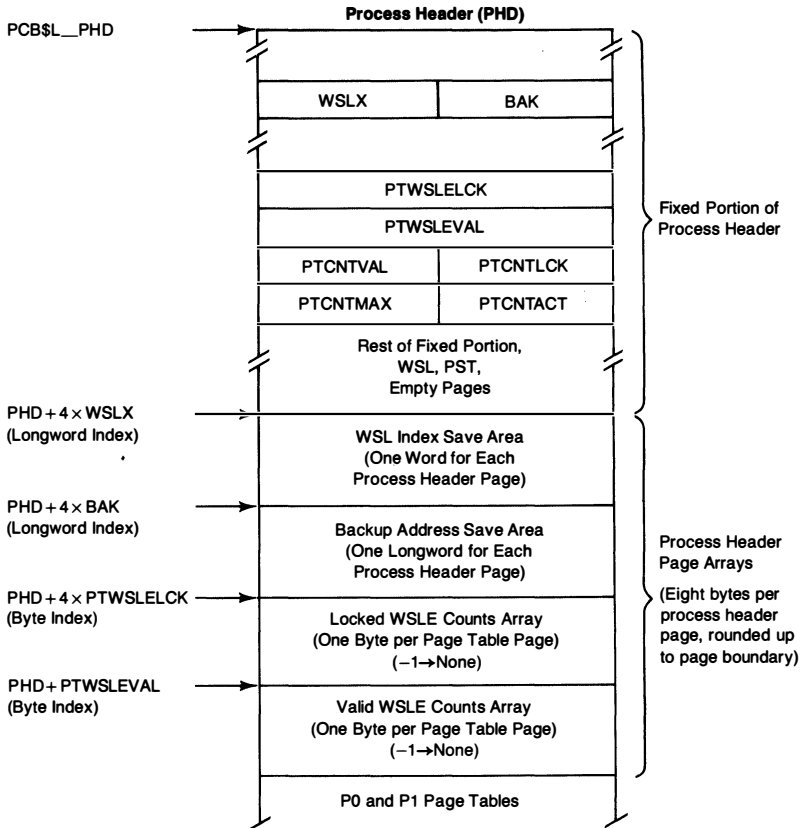 Process Header (PHD)
PCB$L__PHD
WSLX BAK
PTWSLELCK
PTWSLEVAL
PTCNTVAL PTCNTLCK
PTCNTMAX PTCNTACT
Rest of Fixed Portion,
WSL, PST,
Empty Pages
Fixed Portion of
Process Header
PHD+4×WSLX
(Longword Index)
WSL Index Save Area
(One Word for Each
Process Header Page)
PHD+4×BAK
(Longword Index)
Backup Address Save Area
(One Longword for Each
Process Header Page)
PHD+4×PTWSLELCK
(Byte Index)
Locked WSLE Counts Array
(One Byte per Page Table Page)
(−1→None)
PHD+PTWSLEVAL
(Byte Index)
Valid WSLE Counts Array
(One Byte per Page Table Page)
(−1→None)
Process Header
Page Arrays
(Eight bytes per
process header
page, rounded up
to page boundary)
P0 and P1 Page Tables